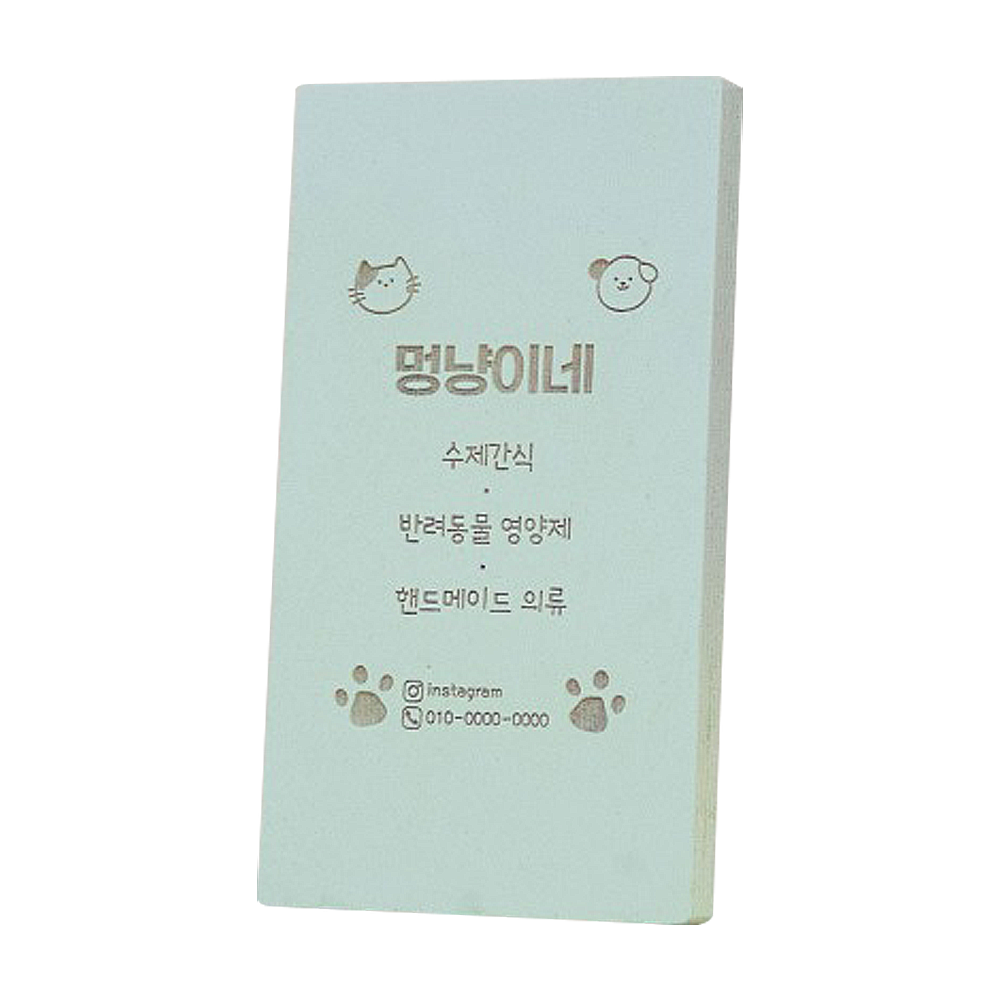 멍냥이네
수제간식
·
반려동물 영양제
·
핸드메이드 의류
instagram
010-0000-0000